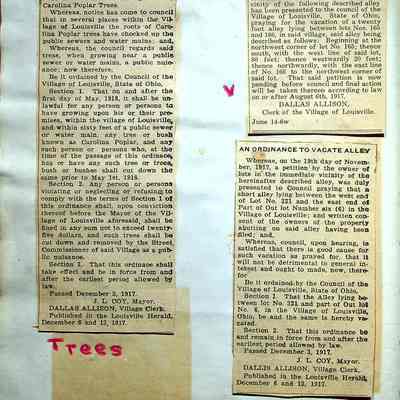 Carolina Poplar Trees.
Whereas, notice has come to council
that in several places within the Vil-
lage of Louisville the roots of Caro-
lina Poplar trees have chocked up the
public sewers and water mains: and,
Whereas, the council regards said
trees, when growing near a public
sewer or water mains, a public nuis-
ance; now therefore,
Be it ordained by the Council of the
Village of Louisville, State of Ohio,
Section 1. That on and after the
first day of May, 1918, it shall be un-
lawful for any person or persons to
have growing upon his or their pre-
mises, within the village of Louisville,
and within sixty feet of a public sewer
or water main, any tree or bush
known as Carolina Poplar, and any
such person or persons who, at the
time of the passage of this ordinance,
has or have any such tree or trees,
bush or bushes shall cut down the
same prior to May 1st, 1918.
Section 2. Any person or persons
violating or neglecting or refusing to
comply with the terms of Section 1 of
this ordinance shall, upon conviction
thereof before the Mayor of the Vil-
lage of Louisville aforesaid, shall be
fined in any sum not to exceed twenty-
five dollars, and such trees shall be
cut down and removed by the Street
Commissioner of said Village as a pub-
lic nuisance.
Section 3. That this ordinance shall
take effect and be in force from and
after the earliest period allowed by
law.
Passed December 3, 1917.
J. L. COY, Mayor.
DALLAS ALLISON, Village Clerk.
Published in the Louisville Herald,
December 6 and 13, 1917.
Trees
vicinity of the following described alley
has been presented to the council of the
Village of Louisville, State of Ohio,
praying for the vacation of a twenty
foot alley lying between lots Nos. 165
and 166, in said village, said alley being
described as follows: Beginning at the
northwest corner of lot No. 165; thence
south, with the west line of said lot,
80 feet; thence westwardly 20 feet;
thence northwardly, with the east line
of No. 166 to the northeast corner of
said lot. That said petition is now
pending before council and final action
will be taken thereon according to law
on or after August 6th, 1917.
DALLAS ALLISON,
Clerk of the Village of Louisville.
June 14-6w
v
AN ORDINANCE TO VACATE ALLEY
Whereas, on the 19th day of Novem-
ber, 1917, a petition by the owner of
lots in the immediate vicinity of the
hereinafter described alley, was duly
presented to Council praying that a
short alley lying between the west end
of Lot No. 221 and the east end of
Part of Out lot Number six (6) in the
Village of Louisville; and written con-
sent of the owners of the property
abutting on said alley having been
filed; and,
Whereas, council, upon hearing, is
satisfied that there is good cause for
such vacation as prayed for, that it
will not be detrimental to general in-
terest and ought to made, now, there-
for
Be it ordained by the Council of the
Village of Louisville, State of Ohio,
Section 1. That the Alley lying be-
tween lot No. 221 and part of Out lot
No. 6, in the Village of Louisville,
Ohio, be and the same is hereby va-
cated.
Section 2. That this ordinance be
and remain in force from and after the
earliest period allowed by law.
Passed December 3, 1917.
J. L. COY, Mayor.
DALLIS ALLISON, Village Clerk.
Published in the Louisville Herald,
December 6 and 13, 1917.